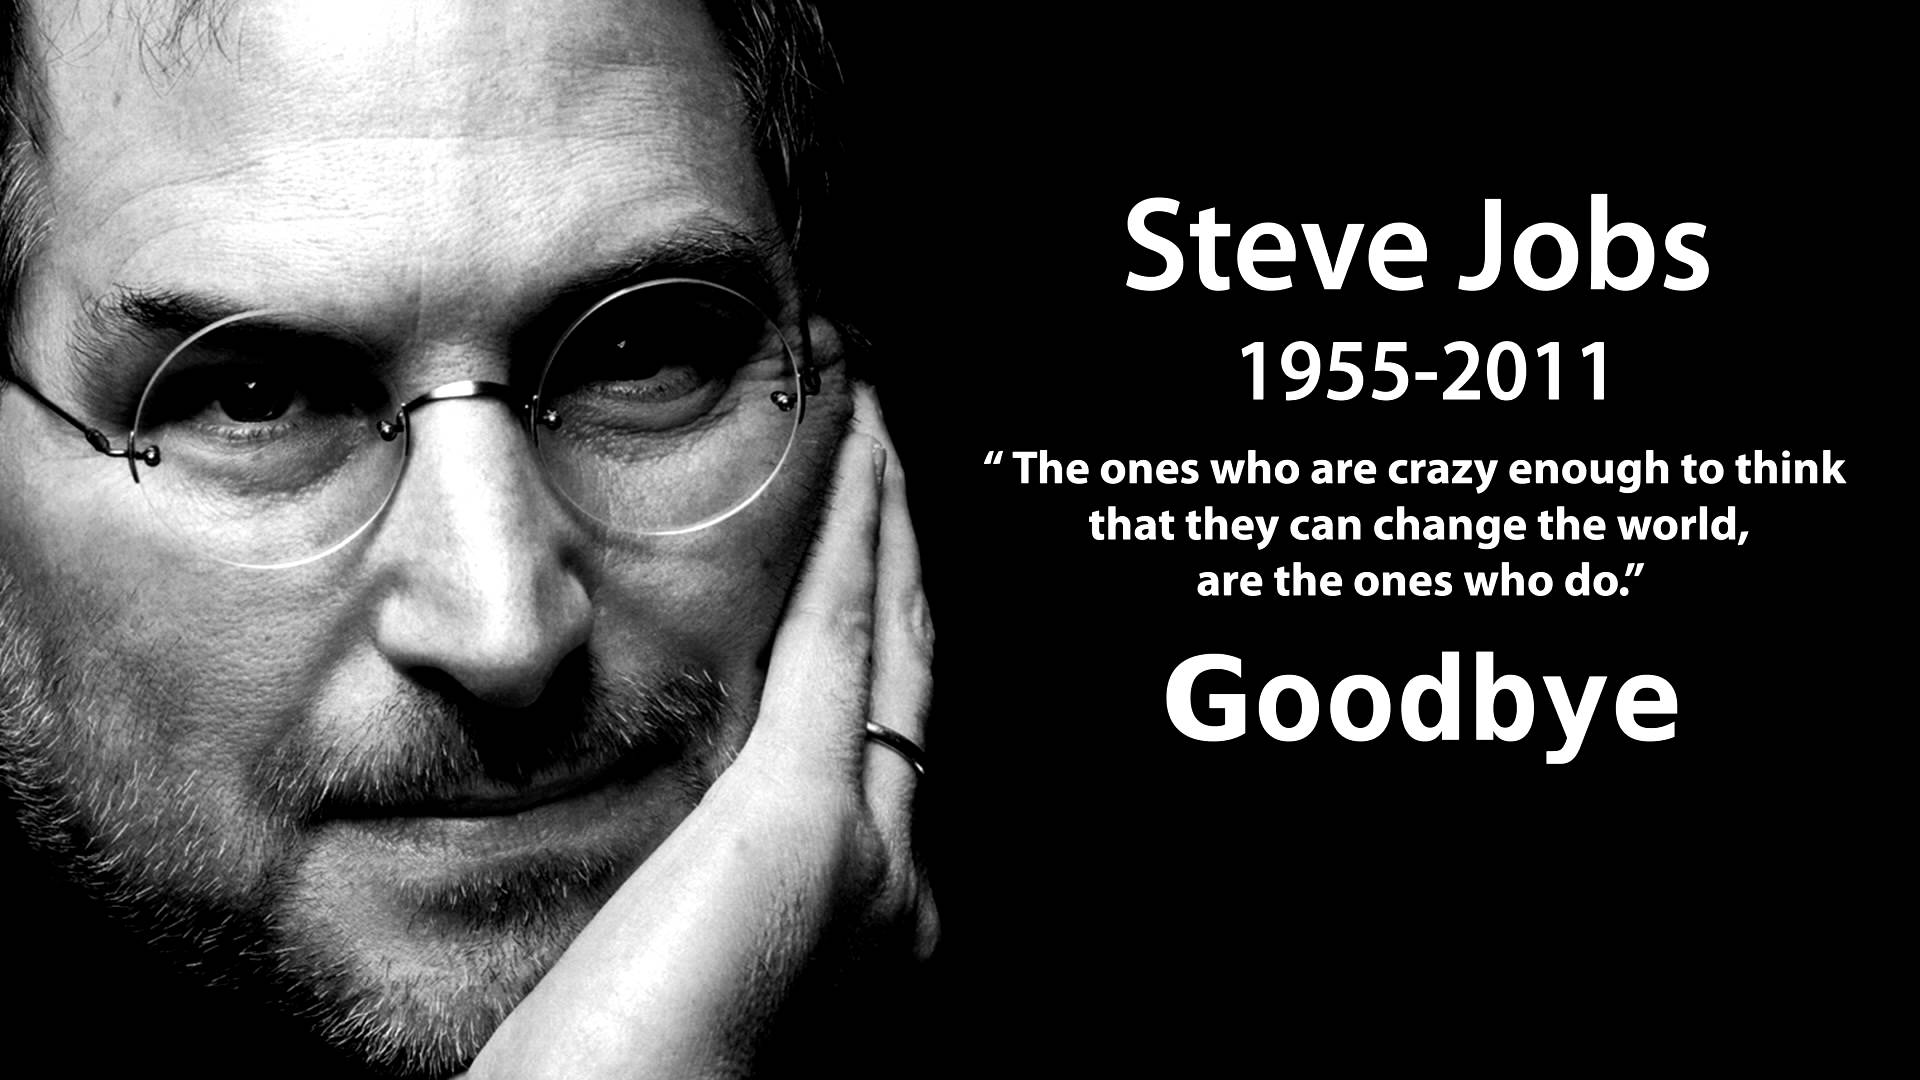 Steve Jobs
1955-2011
“ The ones who are crazy enough to think
that they can change the world,
are the ones who do.”
Goodbye